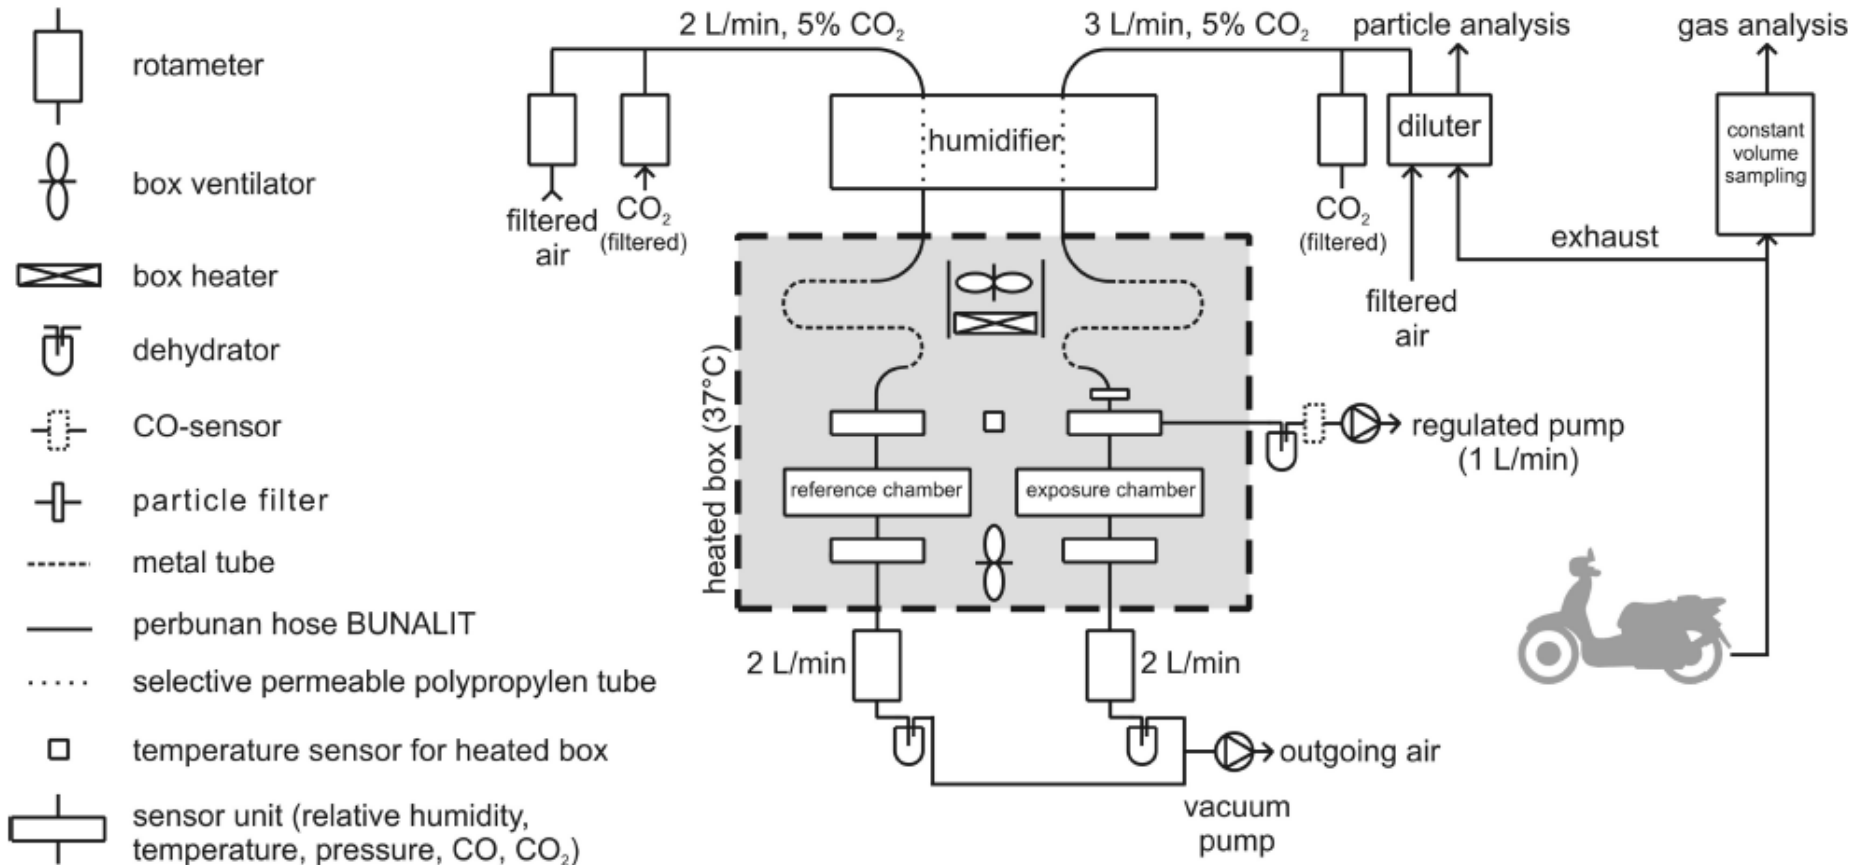 rotameter
box ventilator
box heater
dehydrator
CO-sensor
particle filter
metal tube
perbunan hose BUNALIT
selective permeable polypropylen tube
temperature sensor for heated box
sensor unit (relative humidity,
temperature, pressure, CO, CO₂)
2 L/min, 5% CO₂
3 L/min, 5% CO₂
particle analysis
gas analysis
humidifier
diluter
constant
volume
sampling
filtered
air
CO₂
(filtered)
CO₂
(filtered)
filtered
air
exhaust
heated box (37°C)
reference chamber
exposure chamber
regulated pump
(1 L/min)
2 L/min
2 L/min
outgoing air
vacuum
pump